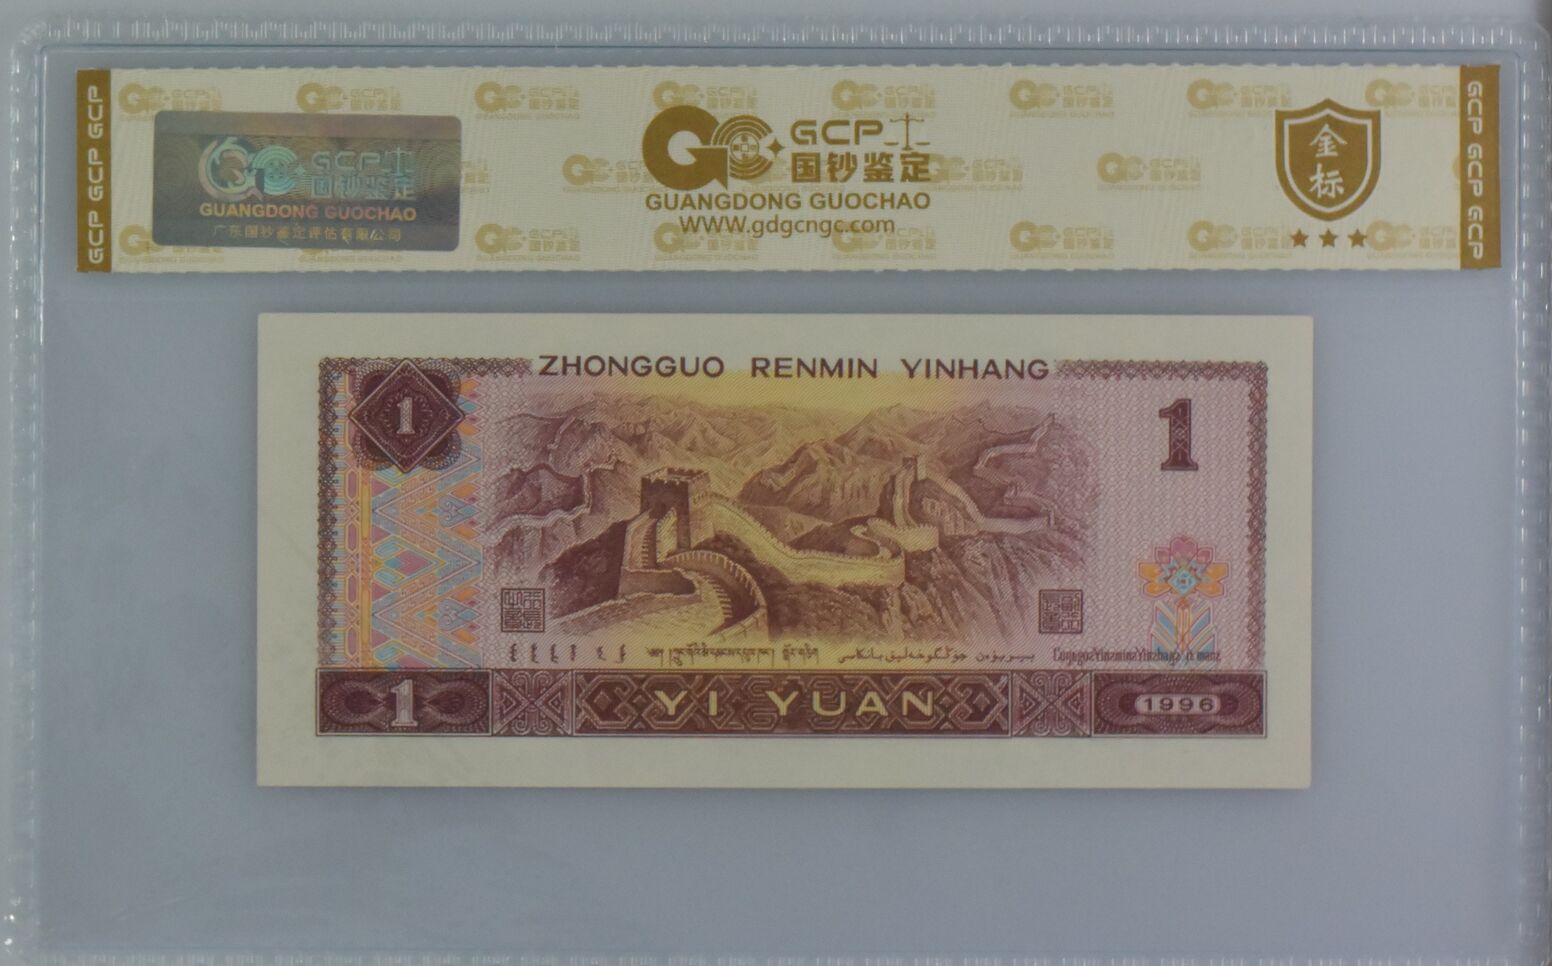 GCP GCP GCP
GCP 国钞鉴定
GUANGDONG GUOCHAO
广东国钞鉴定评估有限公司
GCP
国钞鉴定
GUANGDONG GUOCHAO
WWW.gdgcngc.com
金标
GCP GCP GCP
ZHONGGUO RENMIN YINHANG
1
1
1
YI YUAN
1996